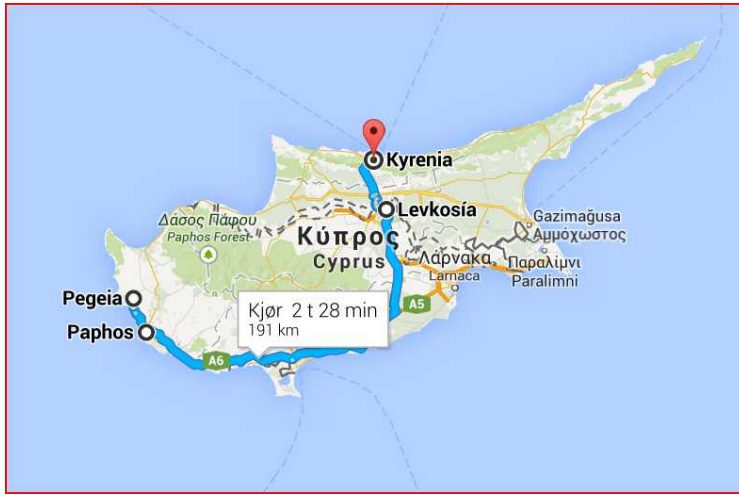 Kyrenia
Levkosía
Δάσος Πάφου
Paphos Forest
Κύπρος
Cyprus
Gazimağusa
Αμμόχωστος
Λάρνακα
Larnaca
Παραλίμνι
Paralimni
Pegeia
Paphos
Kjør 2 t 28 min
191 km
A5
A6